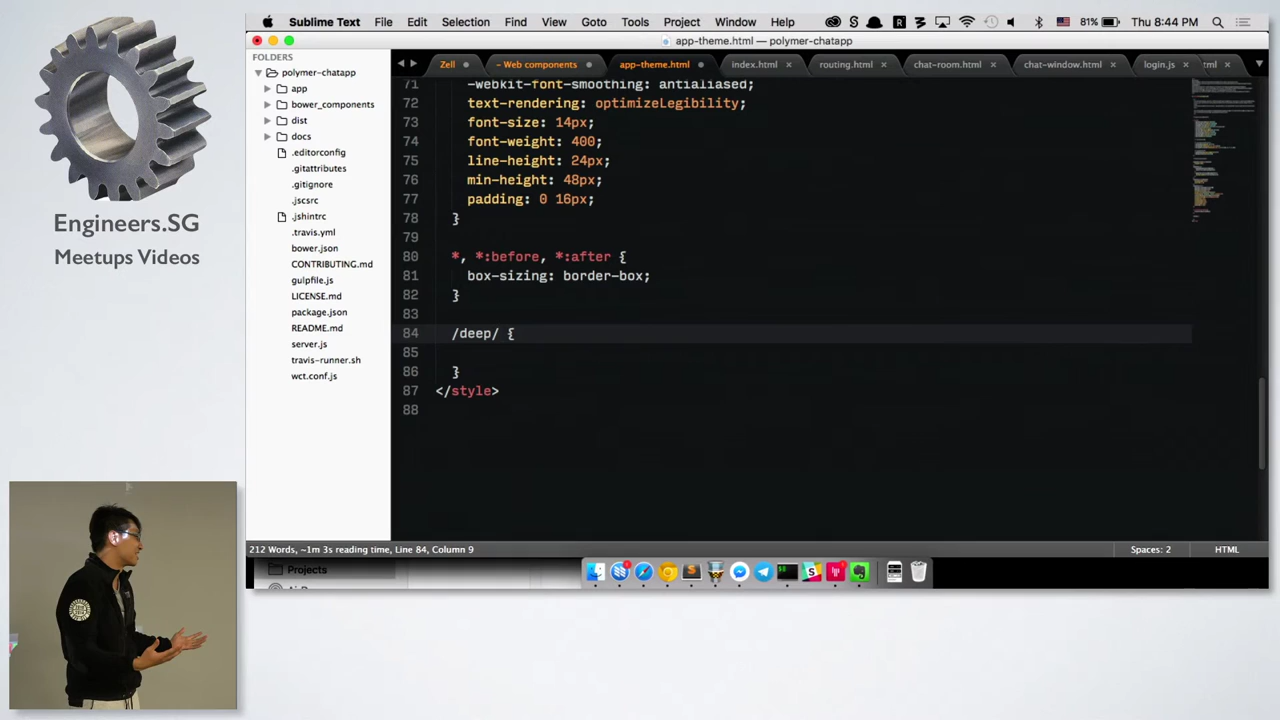 Engineers.SG
Meetups Videos
Sublime Text File Edit Selection Find View Goto Tools Project Window Help
81% Thu 8:44 PM
app-theme.html — polymer-chatapp
FOLDERS
polymer-chatapp
app
bower_components
dist
docs
.editorconfig
.gitattributes
.gitignore
.jscsrc
.jshintrc
.travis.yml
bower.json
CONTRIBUTING.md
gulpfile.js
LICENSE.md
package.json
README.md
server.js
travis-runner.sh
wct.conf.js
Zell
- Web components
app-theme.html
index.html
routing.html
chat-room.html
chat-window.html
login.js
71 -webkit-font-smoothing: antialiased;
72 text-rendering: optimizeLegibility;
73 font-size: 14px;
74 font-weight: 400;
75 line-height: 24px;
76 min-height: 48px;
77 padding: 0 16px;
78 }
79
80 *, *:before, *:after {
81 box-sizing: border-box;
82 }
83
84 /deep/ {
85
86 }
87 </style>
88
212 Words, ~1m 3s reading time, Line 84, Column 9
Spaces: 2
HTML
Projects